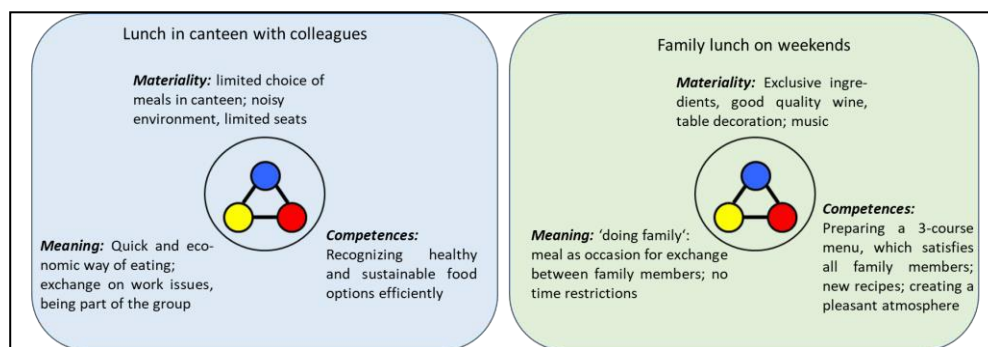 Lunch in canteen with colleagues
Materiality: limited choice of
meals in canteen; noisy
environment, limited seats
Meaning: Quick and eco-
nomic way of eating;
exchange on work issues,
being part of the group
Competences:
Recognizing healthy
and sustainable food
options efficiently
Family lunch on weekends
Materiality: Exclusive ingre-
dients, good quality wine,
table decoration; music
Meaning: ‘doing family‘:
meal as occasion for exchange
between family members; no
time restrictions
Competences:
Preparing a 3-course
menu, which satisfies
all family members;
new recipes; creating a
pleasant atmosphere